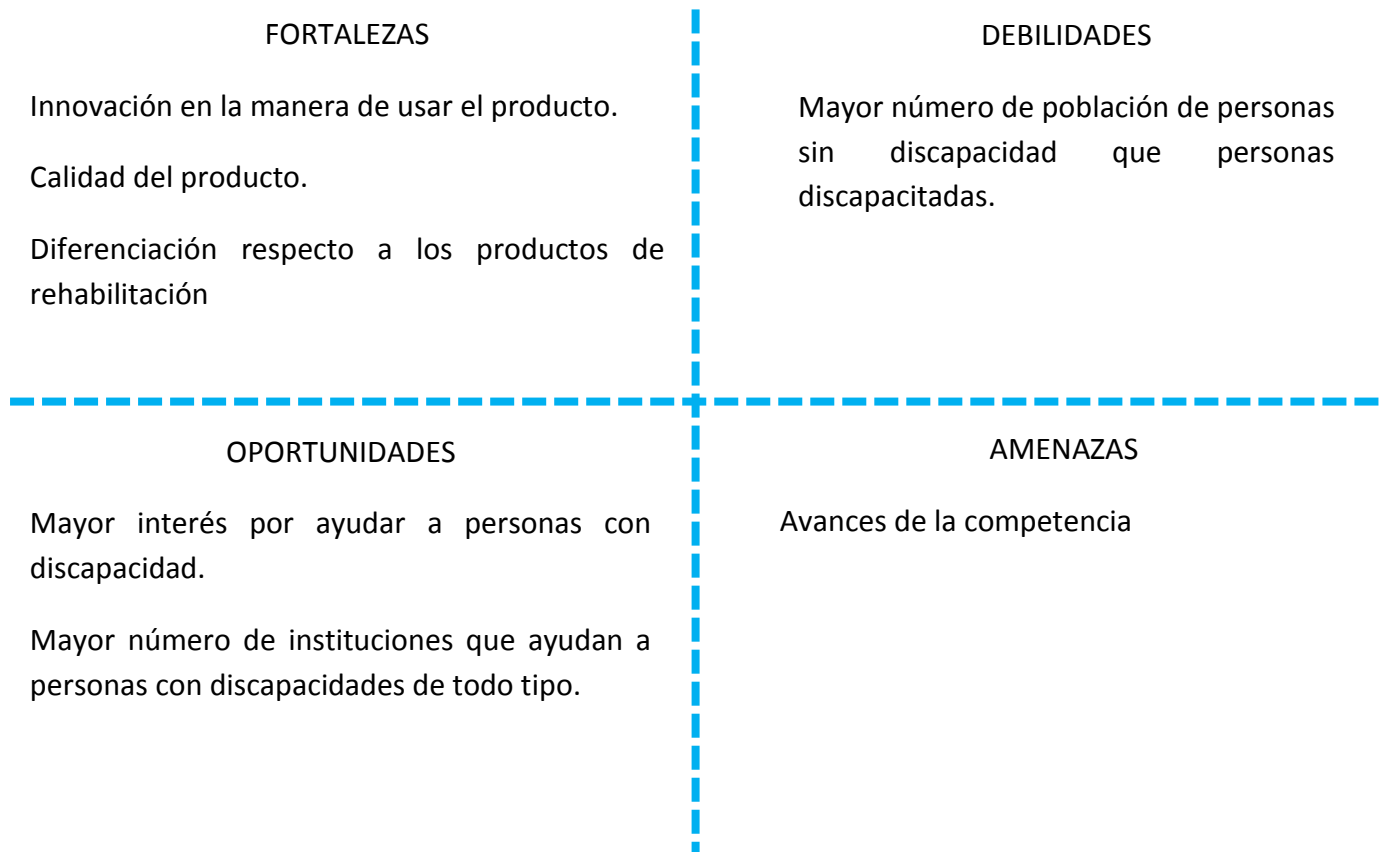 FORTALEZAS
Innovación en la manera de usar el producto.
Calidad del producto.
Diferenciación respecto a los productos de
rehabilitación
DEBILIDADES
Mayor número de población de personas
sin discapacidad que personas
discapacitadas.
OPORTUNIDADES
Mayor interés por ayudar a personas con
discapacidad.
Mayor número de instituciones que ayudan a
personas con discapacidades de todo tipo.
AMENAZAS
Avances de la competencia